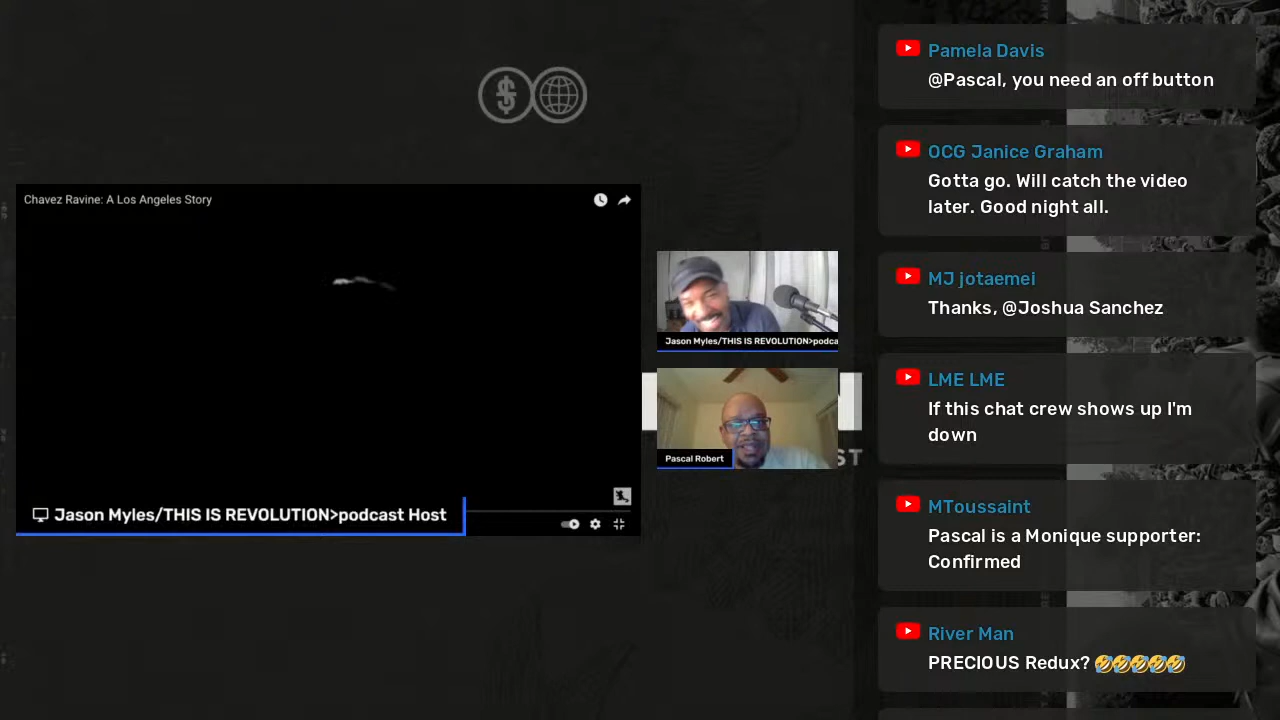 Chavez Ravine: A Los Angeles Story
Jason Myles/THIS IS REVOLUTION>podcast Host
Jason Myles/THIS IS REVOLUTION>podca
Pascal Robert
ST
Pamela Davis
@Pascal, you need an off button
OCG Janice Graham
Gotta go. Will catch the video
later. Good night all.
MJ jotaemei
Thanks, @Joshua Sanchez
LME LME
If this chat crew shows up I'm
down
MToussaint
Pascal is a Monique supporter:
Confirmed
River Man
PRECIOUS Redux? 🤣🤣🤣🤣🤣